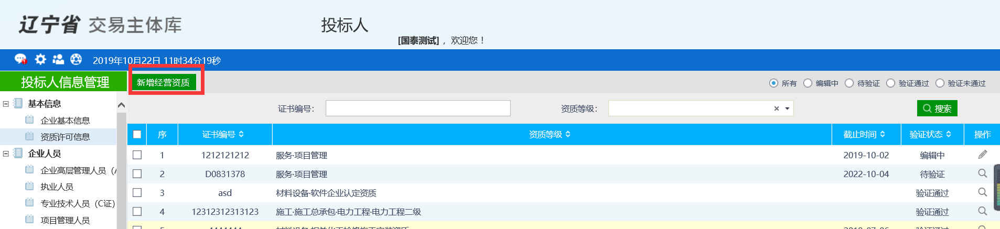 辽宁省 交易主体库
投标人
[国泰测试] ，欢迎您！
2019年10月22日 11时34分19秒
投标人信息管理
新增经营资质
所有 编辑中 待验证 验证通过 验证未通过
基本信息
企业基本信息
资质许可信息
企业人员
企业高层管理人员（A
执业人员
专业技术人员（C证）
项目管理人员
证书编号： 资质等级： 搜索
序 证书编号 资质等级 截止时间 验证状态 操作
1 1212121212 服务·项目管理 2019-10-02 编辑中
2 D0831378 服务·项目管理 2022-10-04 待验证
3 asd 材料设备·软件企业认定资质 验证通过
4 12312312313123 施工·施工总承包·电力工程·电力工程二级 验证通过